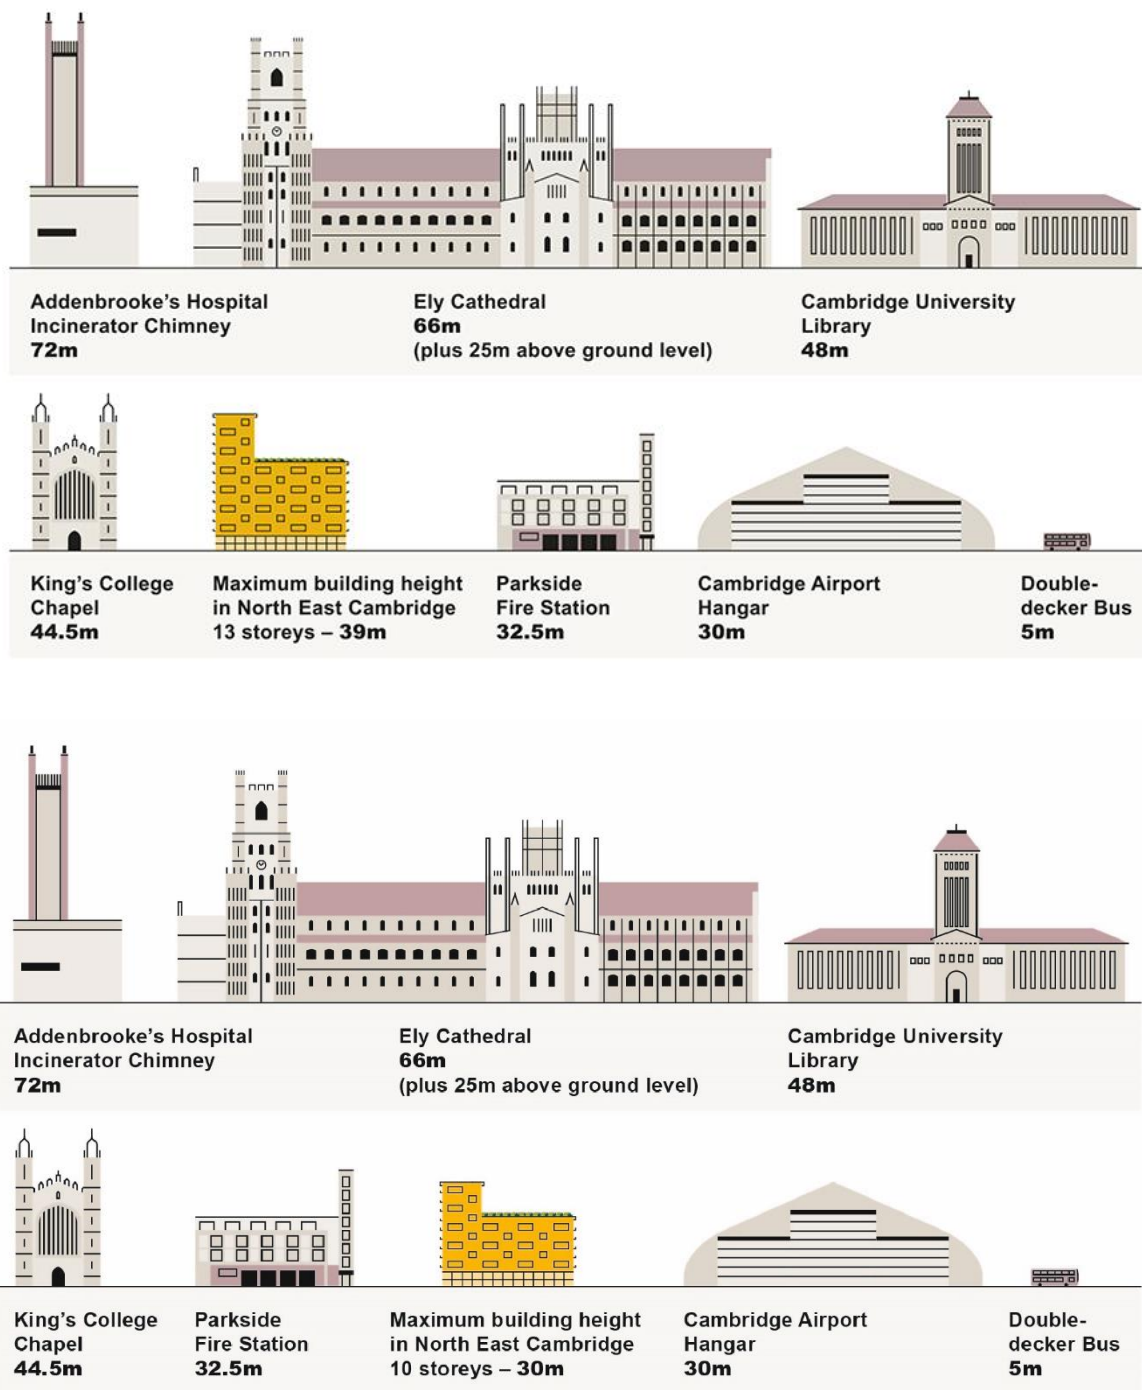 Addenbrooke's Hospital
Incinerator Chimney
72m
Ely Cathedral
66m
(plus 25m above ground level)
Cambridge University
Library
48m
King's College
Chapel
44.5m
Maximum building height
in North East Cambridge
13 storeys – 39m
Parkside
Fire Station
32.5m
Cambridge Airport
Hangar
30m
Double-
decker Bus
5m
Addenbrooke's Hospital
Incinerator Chimney
72m
Ely Cathedral
66m
(plus 25m above ground level)
Cambridge University
Library
48m
King's College
Chapel
44.5m
Parkside
Fire Station
32.5m
Maximum building height
in North East Cambridge
10 storeys – 30m
Cambridge Airport
Hangar
30m
Double-
decker Bus
5m